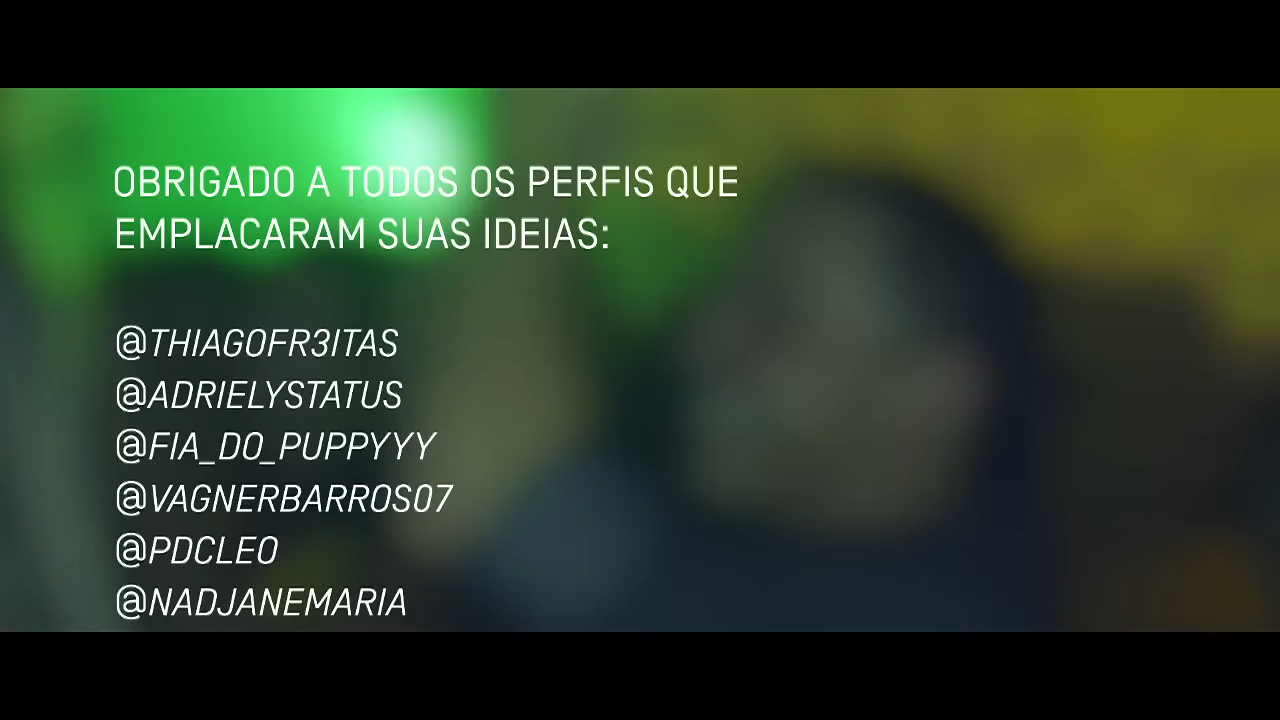 OBRIGADO A TODOS OS PERFIS QUE
EMPLACARAM SUAS IDEIAS:
@THIAGOFR3ITAS
@ADRIELYSTATUS
@FIA_DO_PUPPYYY
@VAGNERBARROS07
@PDCLEO
@NADJANEMARIA